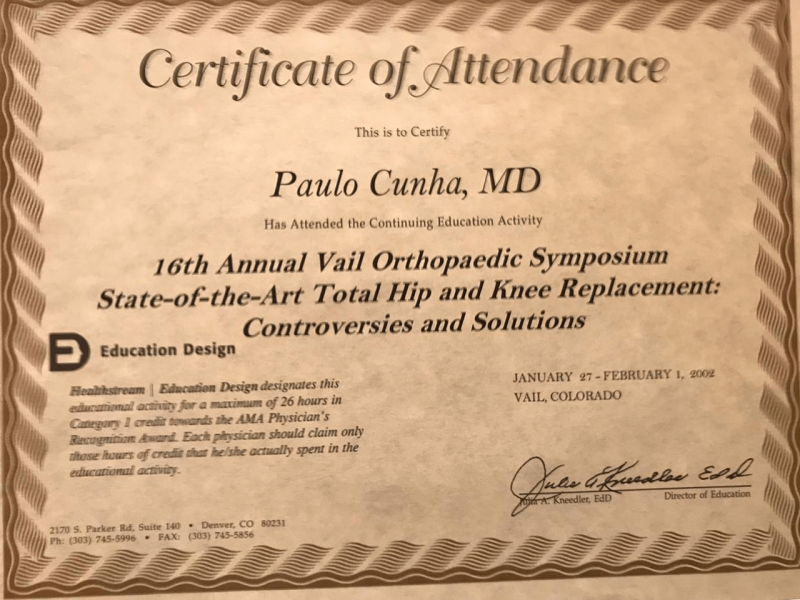 Certificate of Attendance
This is to Certify
Paulo Cunha, MD
Has Attended the Continuing Education Activity
16th Annual Vail Orthopaedic Symposium
State-of-the-Art Total Hip and Knee Replacement:
Controversies and Solutions
Education Design
Healthstream | Education Design designates this
educational activity for a maximum of 26 hours in
Category 1 credit towards the AMA Physician's
Recognition Award. Each physician should claim only
those hours of credit that he/she actually spent in the
educational activity.
JANUARY 27 - FEBRUARY 1, 2002
VAIL, COLORADO
Julie A Kneedler EdD
Julia A. Kneedler, EdD Director of Education
2170 S. Parker Rd, Suite 140 • Denver, CO 80231
Ph: (303) 745-5996 • FAX: (303) 745-5856